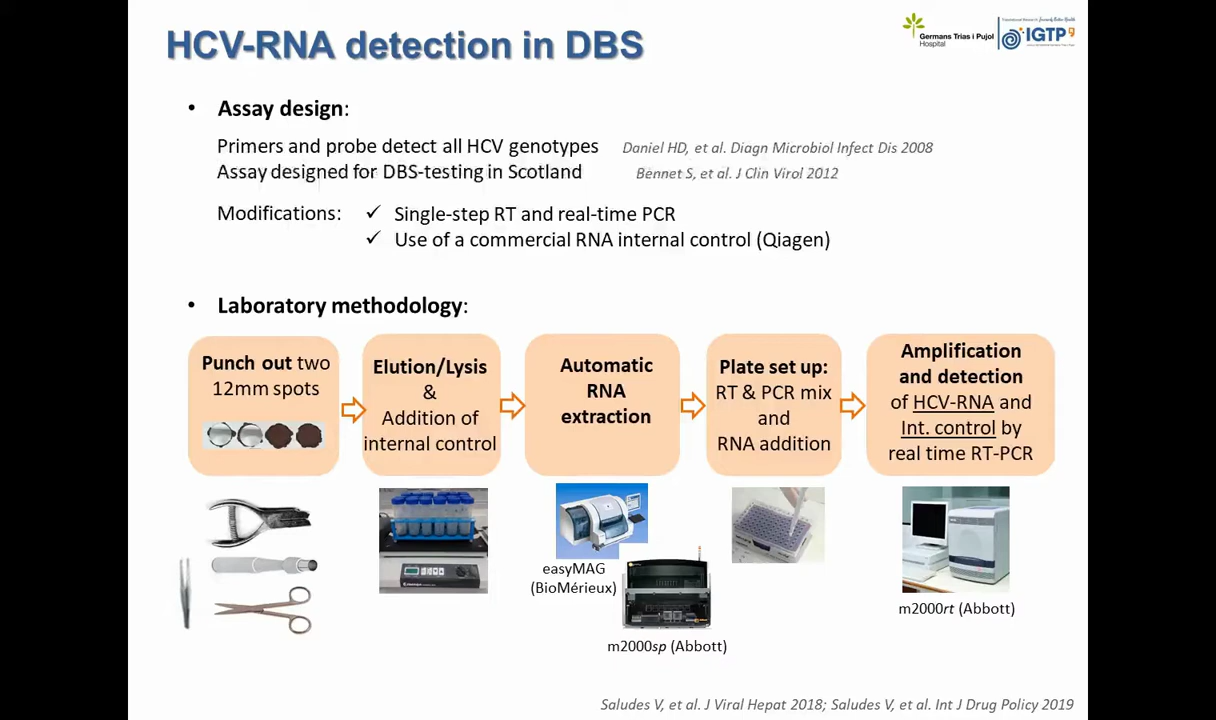 HCV-RNA detection in DBS
Germans Trias i Pujol
Hospital
IGTP
• Assay design:
Primers and probe detect all HCV genotypes Daniel HD, et al. Diagn Microbiol Infect Dis 2008
Assay designed for DBS-testing in Scotland Bennet S, et al. J Clin Virol 2012
Modifications: ✓ Single-step RT and real-time PCR
✓ Use of a commercial RNA internal control (Qiagen)
• Laboratory methodology:
Punch out two
12mm spots
Elution/Lysis
&
Addition of
internal control
Automatic
RNA
extraction
Plate set up:
RT & PCR mix
and
RNA addition
Amplification
and detection
of HCV-RNA and
Int. control by
real time RT-PCR
easyMAG
(BioMérieux)
m2000sp (Abbott)
m2000rt (Abbott)
Saludes V, et al. J Viral Hepat 2018; Saludes V, et al. Int J Drug Policy 2019